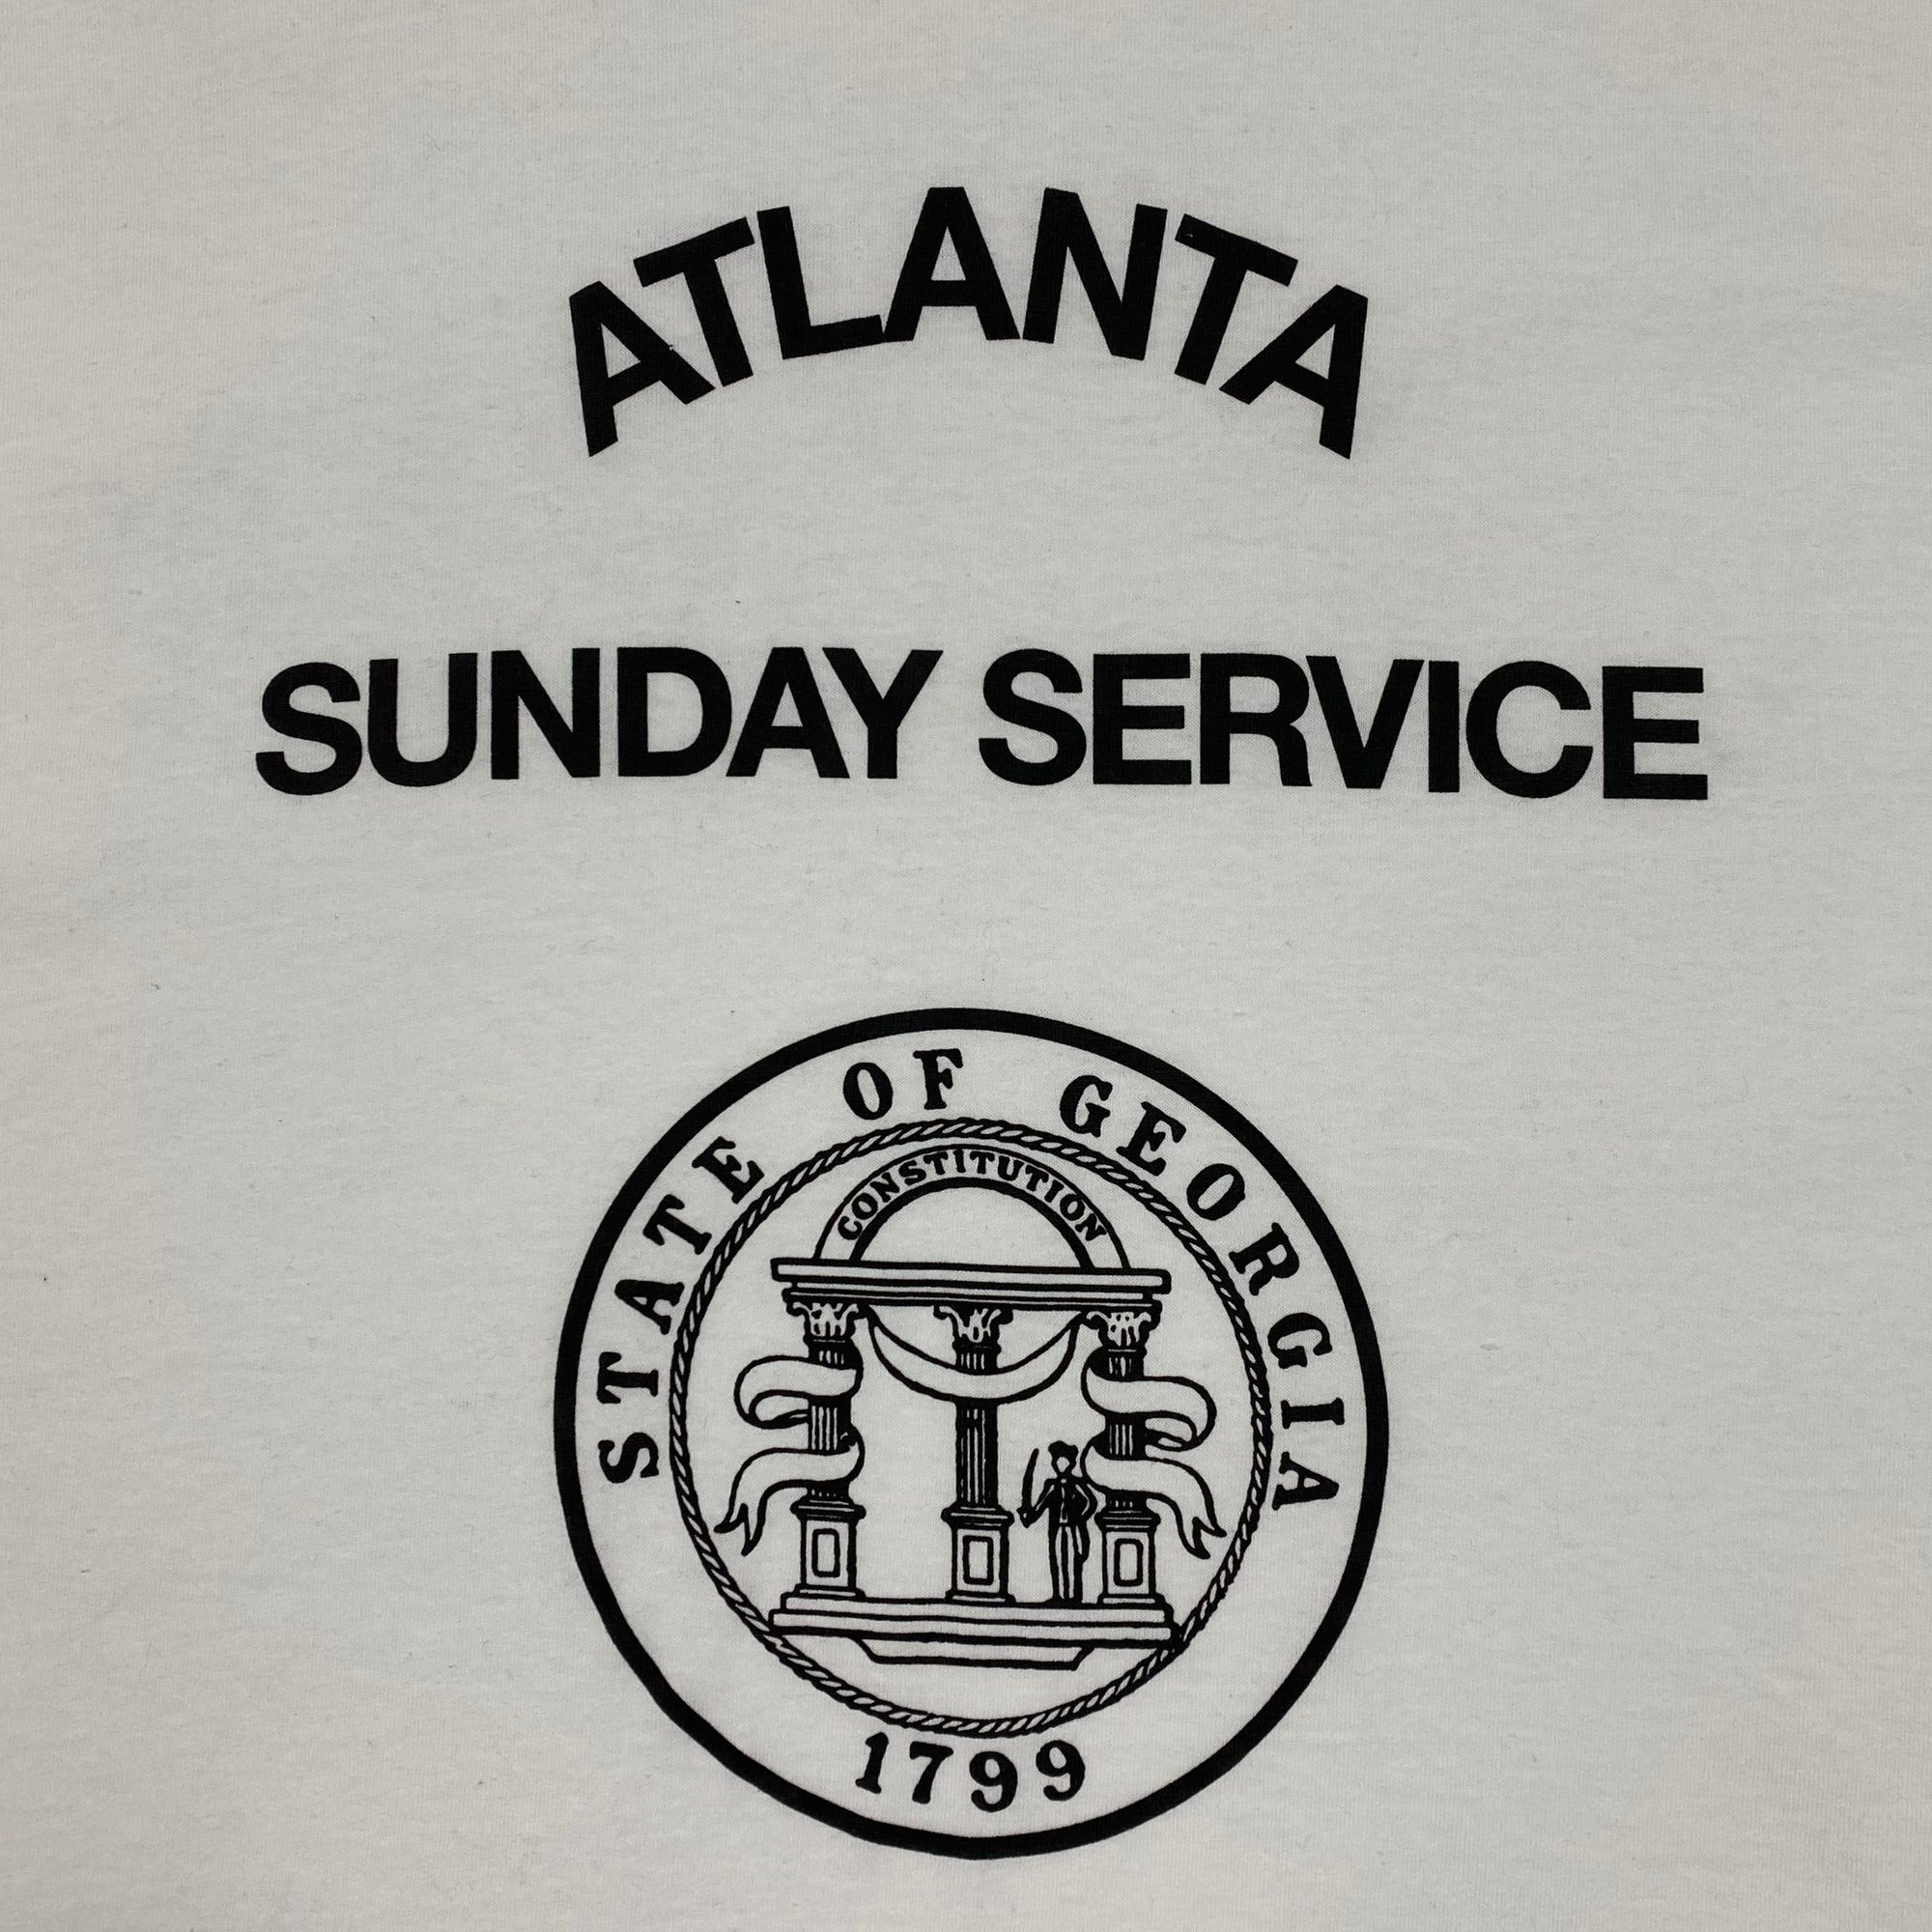 ATLANTA
SUNDAY SERVICE
STATE OF GEORGIA
CONSTITUTION
1799